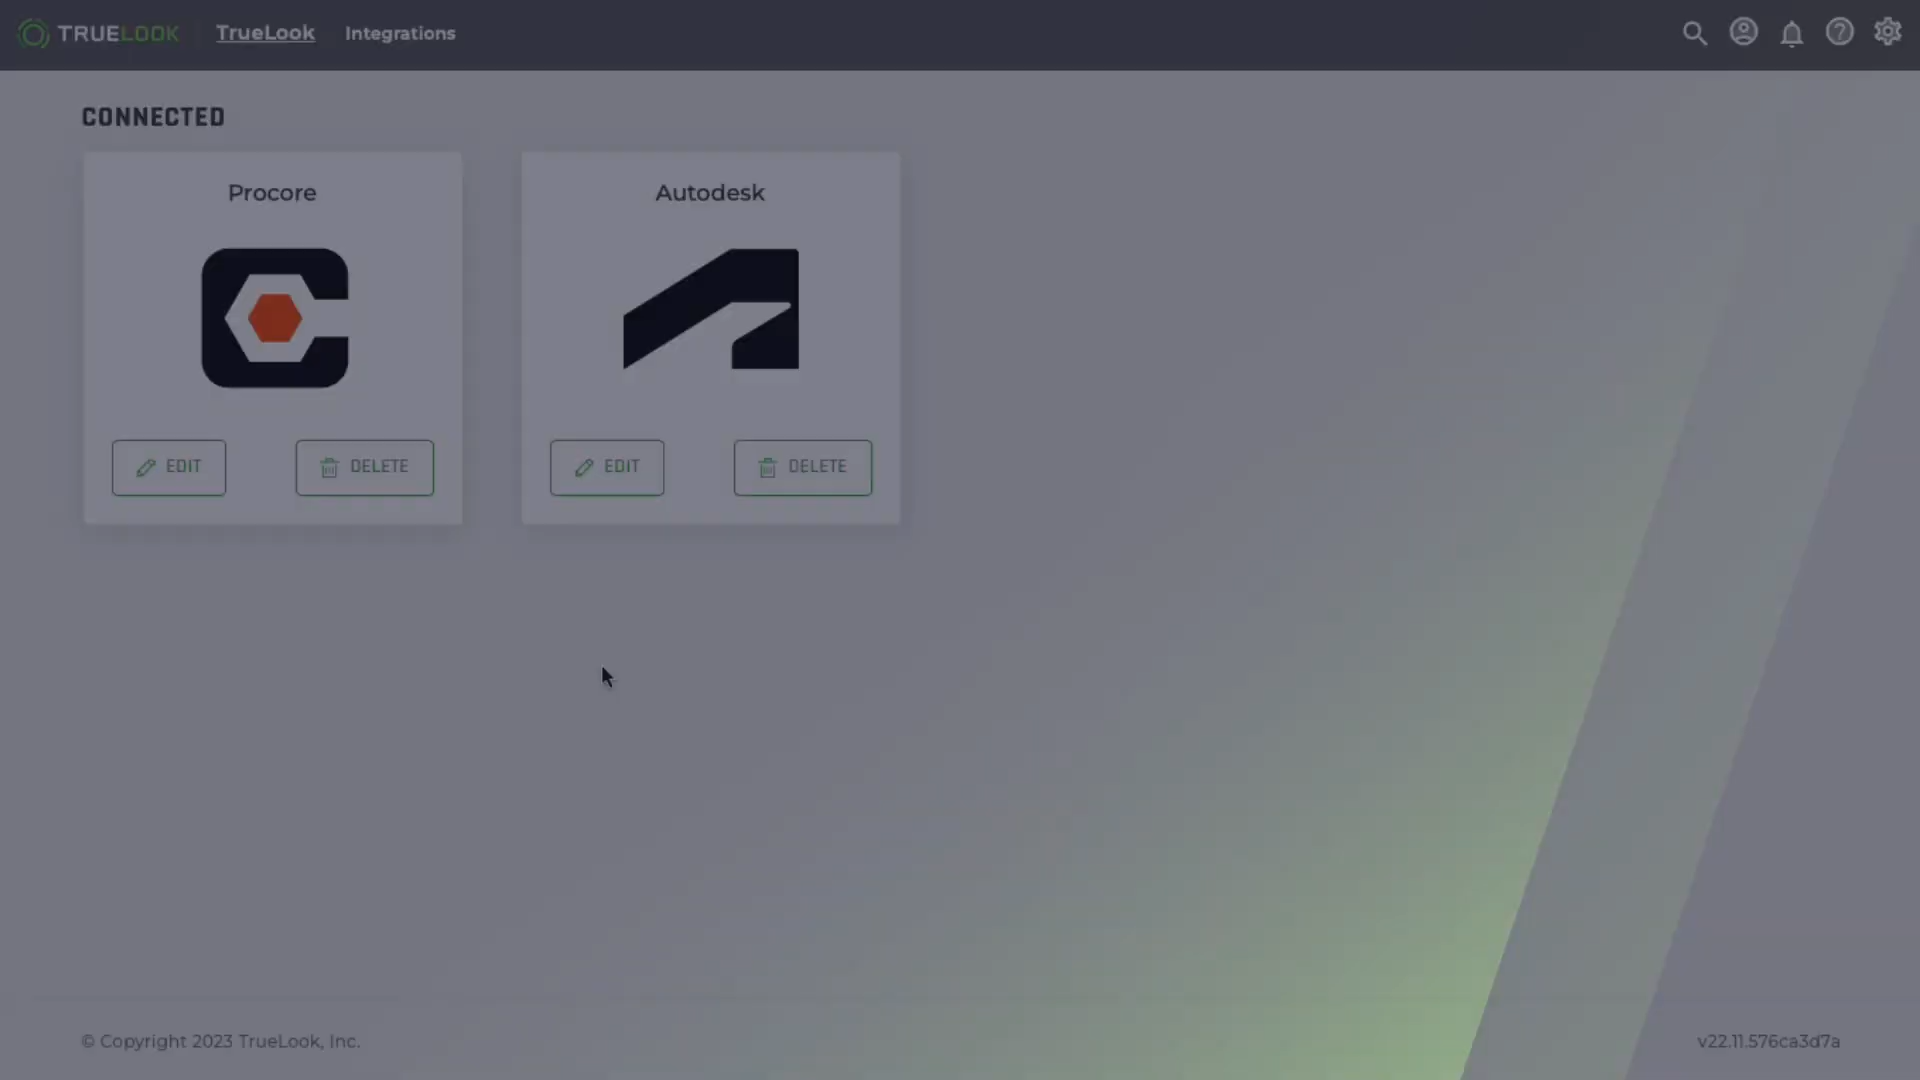 TRUELOOK TrueLook Integrations
CONNECTED
Procore
Autodesk
EDIT DELETE
EDIT DELETE
© Copyright 2023 TrueLook, Inc.
v22.11.576ca3d7a